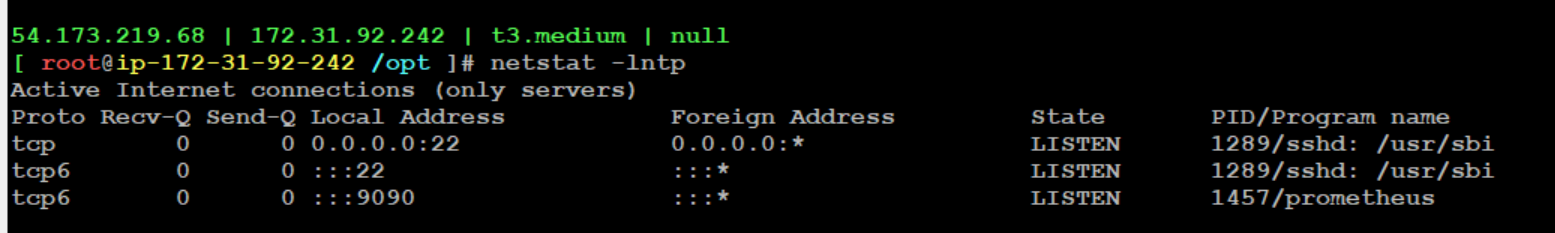 54.173.219.68 | 172.31.92.242 | t3.medium | null
[ root@ip-172-31-92-242 /opt ]# netstat -lntp
Active Internet connections (only servers)
Proto Recv-Q Send-Q Local Address           Foreign Address         State       PID/Program name
tcp        0      0 0.0.0.0:22              0.0.0.0:*               LISTEN      1289/sshd: /usr/sbi
tcp6       0      0 :::22                   :::*                    LISTEN      1289/sshd: /usr/sbi
tcp6       0      0 :::9090                 :::*                    LISTEN      1457/prometheus